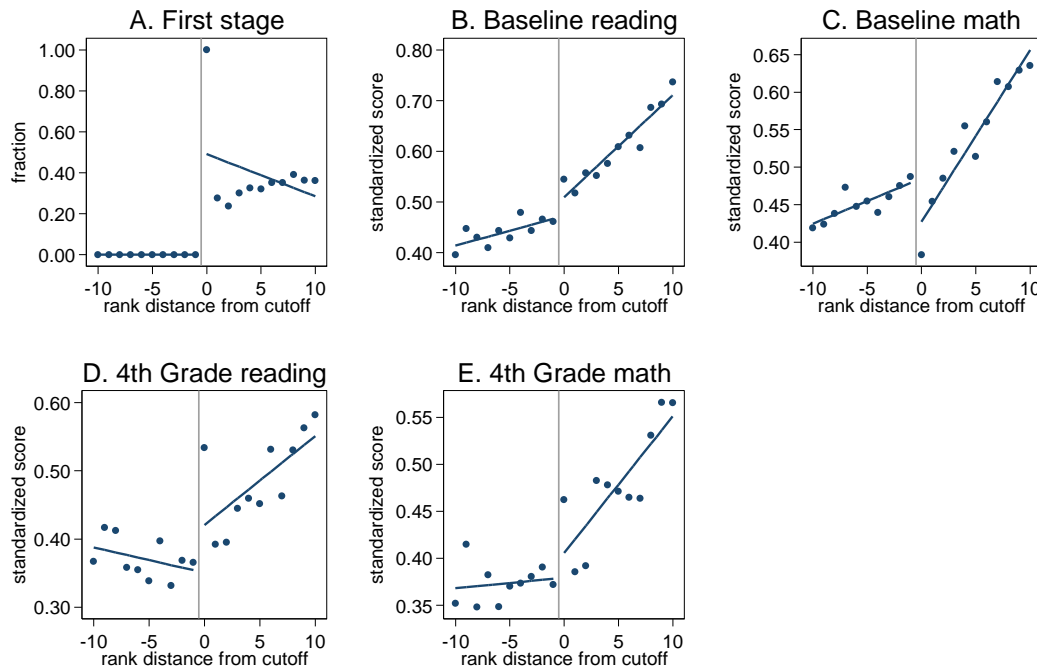 A. First stage
fraction
1.00
0.80
0.60
0.40
0.20
0.00
-10 -5 0 5 10
rank distance from cutoff
B. Baseline reading
standardized score
0.80
0.70
0.60
0.50
0.40
-10 -5 0 5 10
rank distance from cutoff
C. Baseline math
standardized score
0.65
0.60
0.55
0.50
0.45
0.40
-10 -5 0 5 10
rank distance from cutoff
D. 4th Grade reading
standardized score
0.60
0.50
0.40
0.30
-10 -5 0 5 10
rank distance from cutoff
E. 4th Grade math
standardized score
0.55
0.50
0.45
0.40
0.35
-10 -5 0 5 10
rank distance from cutoff